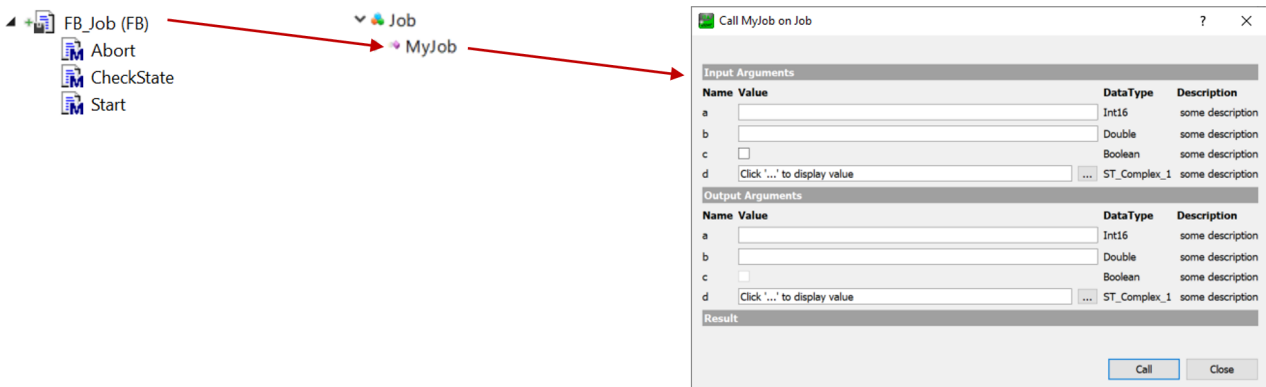 FB_Job (FB)
Abort
CheckState
Start
Job
MyJob
Call MyJob on Job
Input Arguments
Name Value DataType Description
a Int16 some description
b Double some description
c Boolean some description
d Click '...' to display value ... ST_Complex_1 some description
Output Arguments
Name Value DataType Description
a Int16 some description
b Double some description
c Boolean some description
d Click '...' to display value ... ST_Complex_1 some description
Result
Call Close